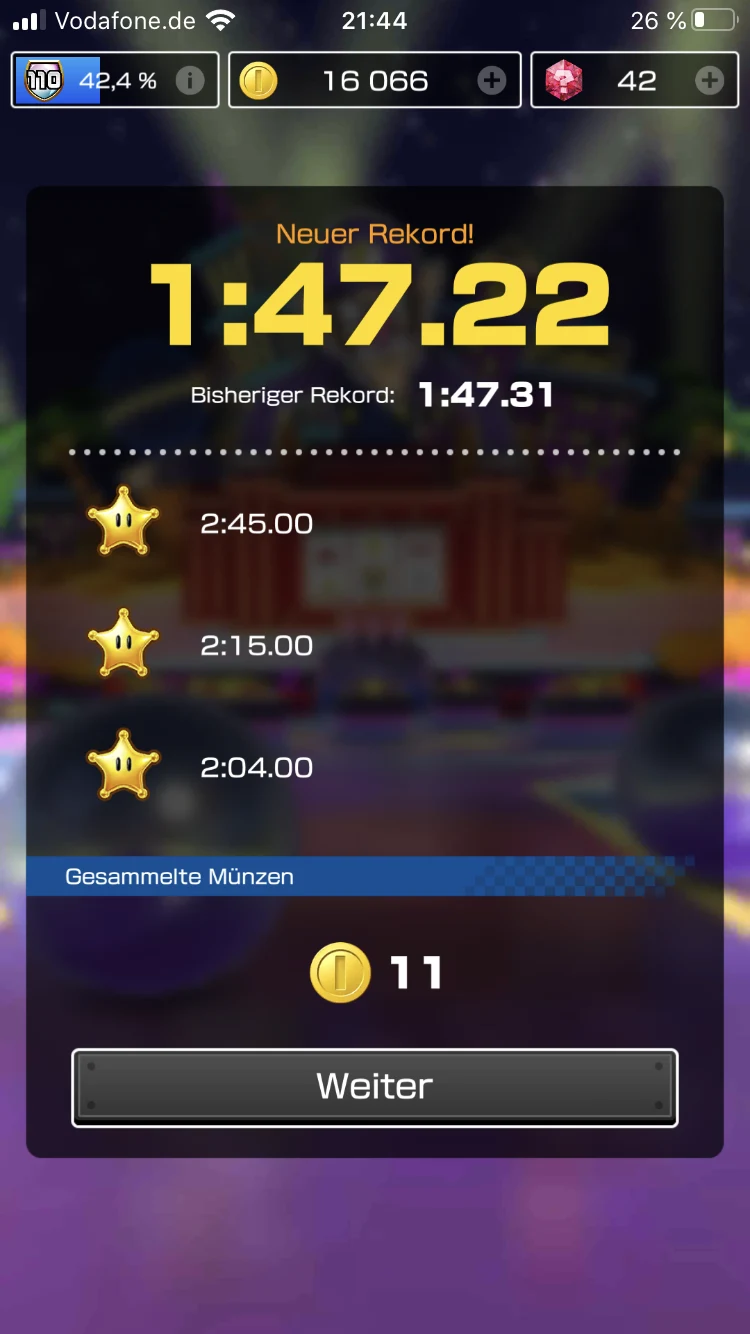 Vodafone.de 21:44 26 %
110 42,4 % i 16 066 + ? 42 +
Neuer Rekord!
1:47.22
Bisheriger Rekord: 1:47.31
2:45.00
2:15.00
2:04.00
Gesammelte Münzen
11
Weiter